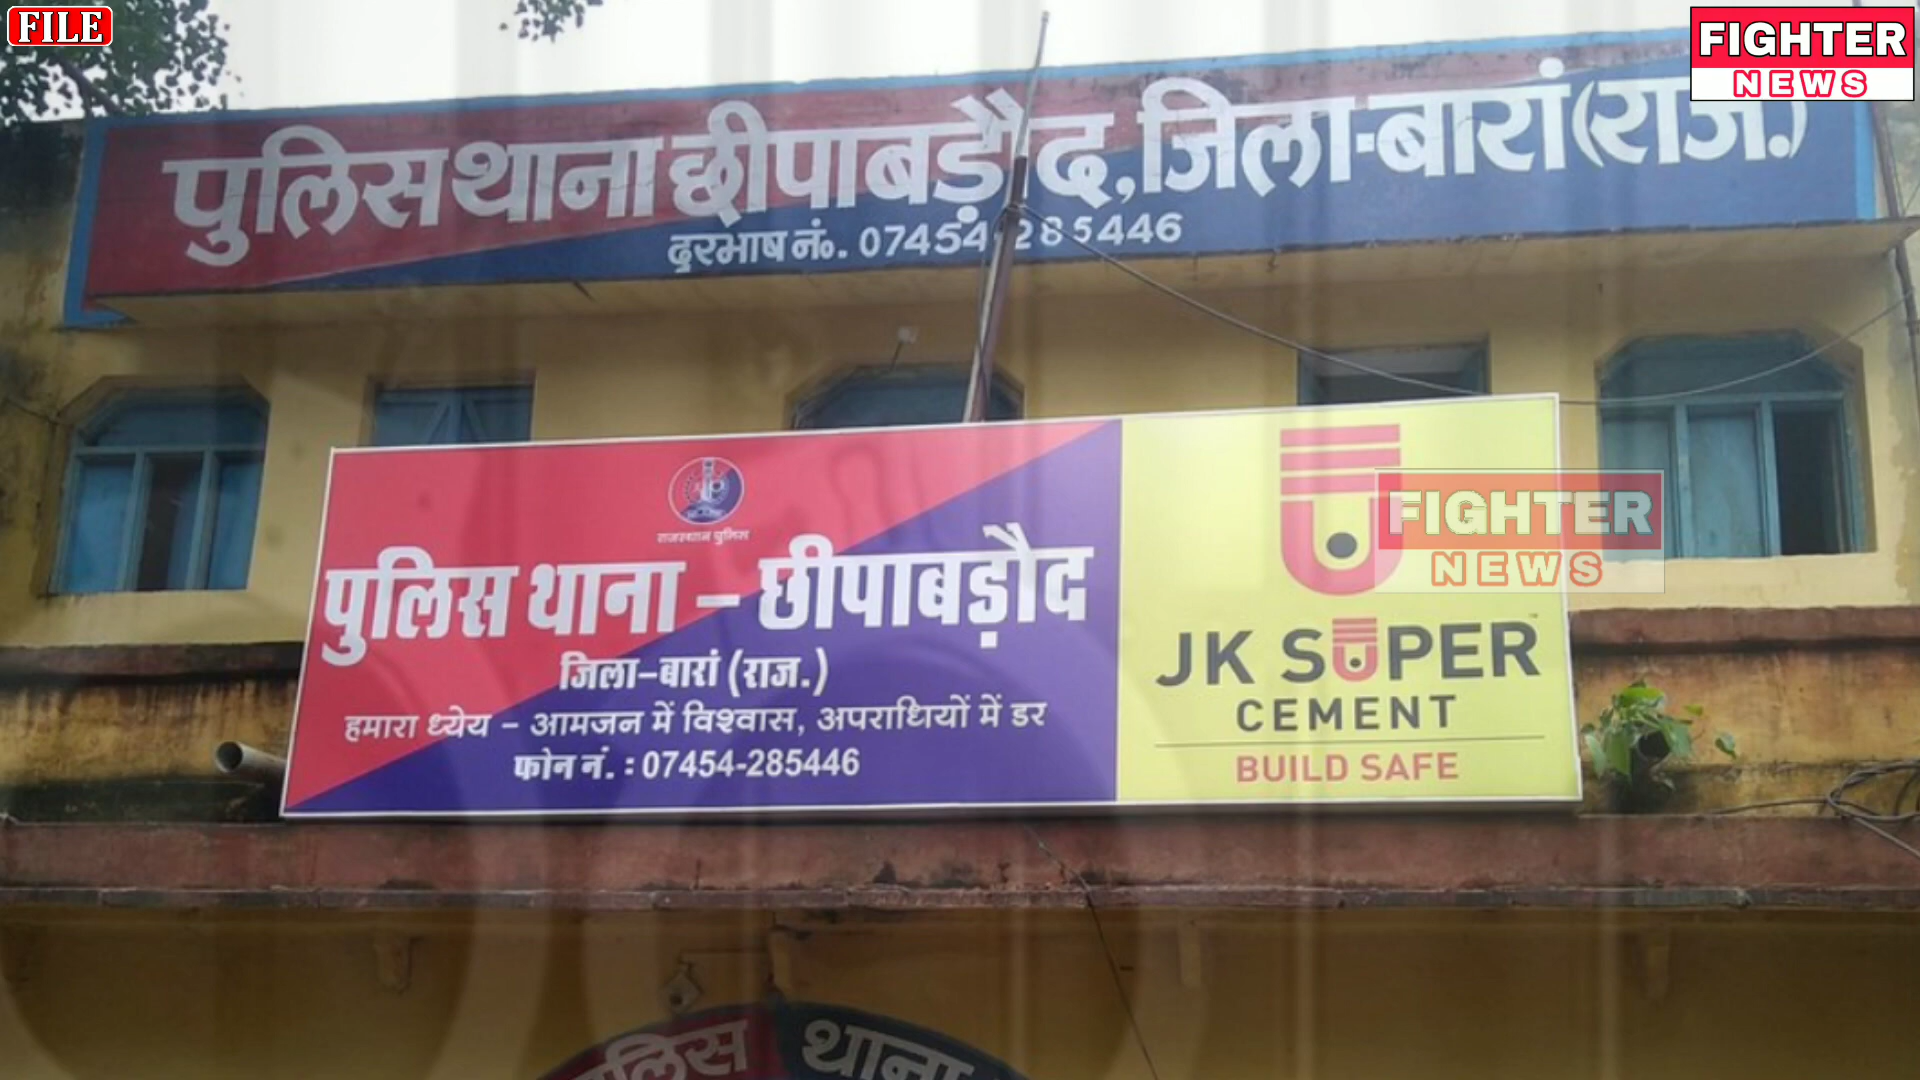 FILE
FIGHTER
NEWS
पुलिस थाना छीपाबड़ौद, जिला-बारां (राज.)
दुरभाष नं०. 07454 285446
राजस्थान पुलिस
पुलिस थाना – छीपाबड़ौद
जिला–बारां (राज.)
हमारा ध्येय – आमजन में विश्वास, अपराधियों में डर
फोन नं. : 07454-285446
FIGHTER
NEWS
JK SUPER
CEMENT
BUILD SAFE
पुलिस थाना